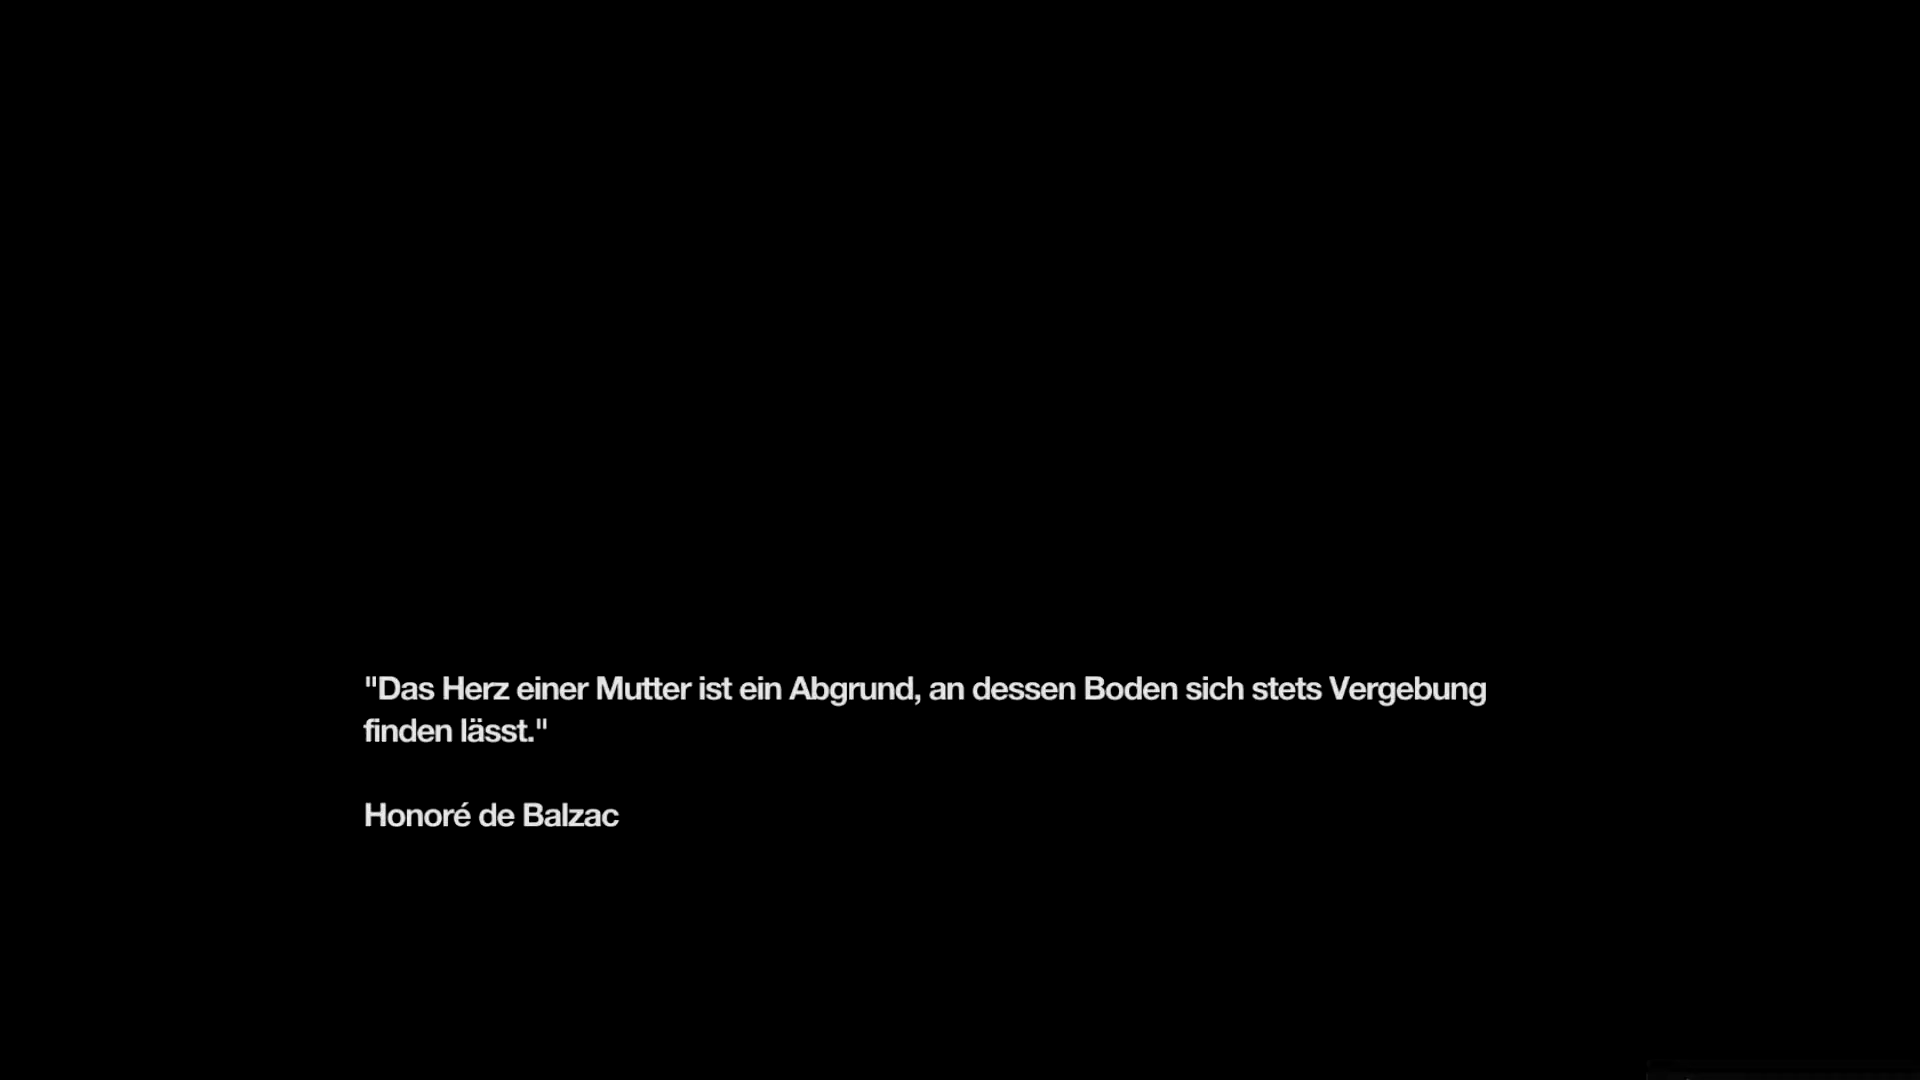 "Das Herz einer Mutter ist ein Abgrund, an dessen Boden sich stets Vergebung
finden lässt."
Honoré de Balzac